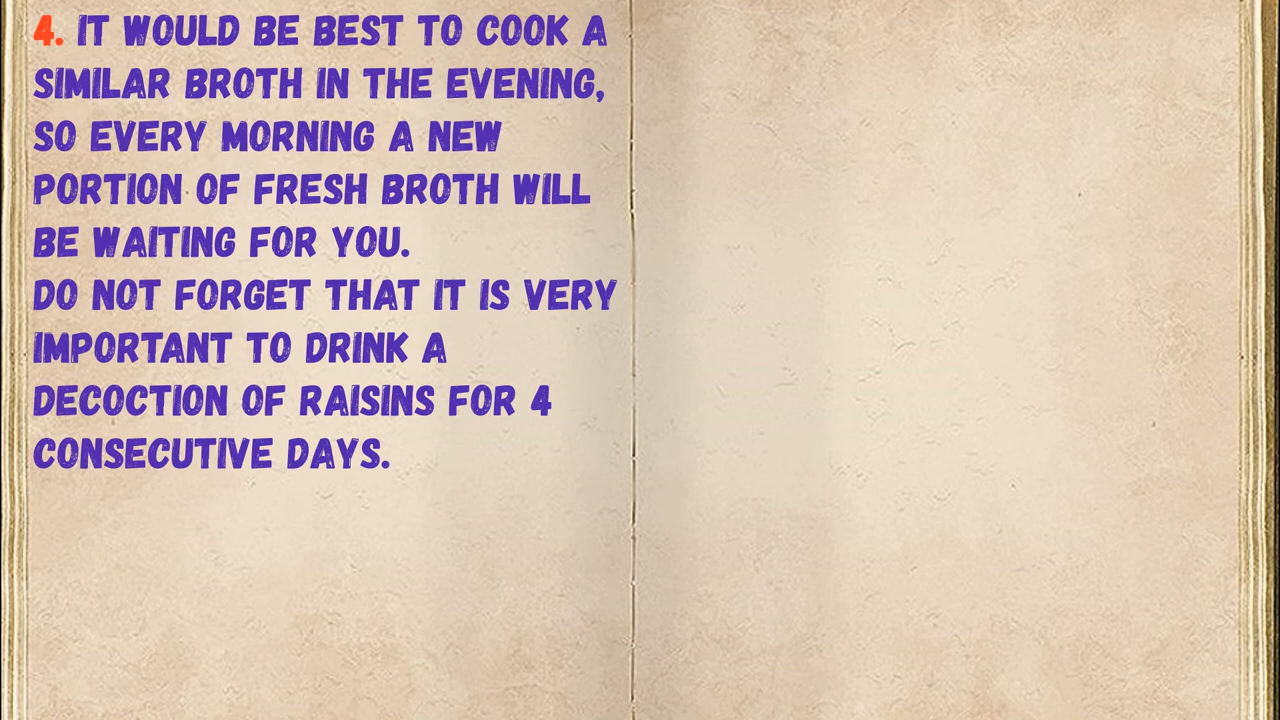 4. IT WOULD BE BEST TO COOK A
SIMILAR BROTH IN THE EVENING,
SO EVERY MORNING A NEW
PORTION OF FRESH BROTH WILL
BE WAITING FOR YOU.
DO NOT FORGET THAT IT IS VERY
IMPORTANT TO DRINK A
DECOCTION OF RAISINS FOR 4
CONSECUTIVE DAYS.